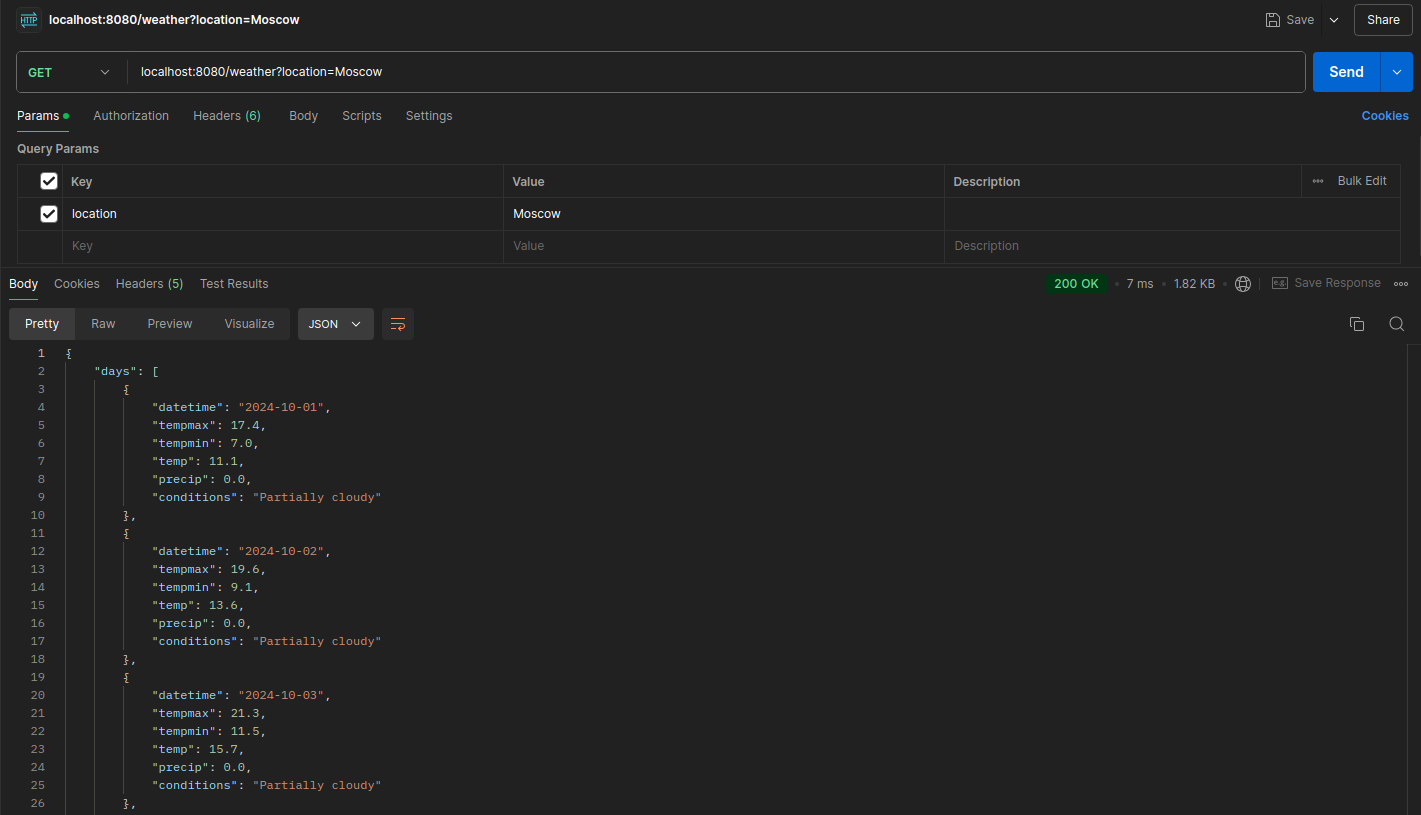 HTTP localhost:8080/weather?location=Moscow Save Share
GET localhost:8080/weather?location=Moscow Send
Params Authorization Headers (6) Body Scripts Settings Cookies
Query Params
Key Value Description Bulk Edit
location Moscow
Key Value Description
Body Cookies Headers (5) Test Results 200 OK • 7 ms • 1.82 KB • e.g. Save Response
Pretty Raw Preview Visualize JSON
1 {
2 "days": [
3 {
4 "datetime": "2024-10-01",
5 "tempmax": 17.4,
6 "tempmin": 7.0,
7 "temp": 11.1,
8 "precip": 0.0,
9 "conditions": "Partially cloudy"
10 },
11 {
12 "datetime": "2024-10-02",
13 "tempmax": 19.6,
14 "tempmin": 9.1,
15 "temp": 13.6,
16 "precip": 0.0,
17 "conditions": "Partially cloudy"
18 },
19 {
20 "datetime": "2024-10-03",
21 "tempmax": 21.3,
22 "tempmin": 11.5,
23 "temp": 15.7,
24 "precip": 0.0,
25 "conditions": "Partially cloudy"
26 },